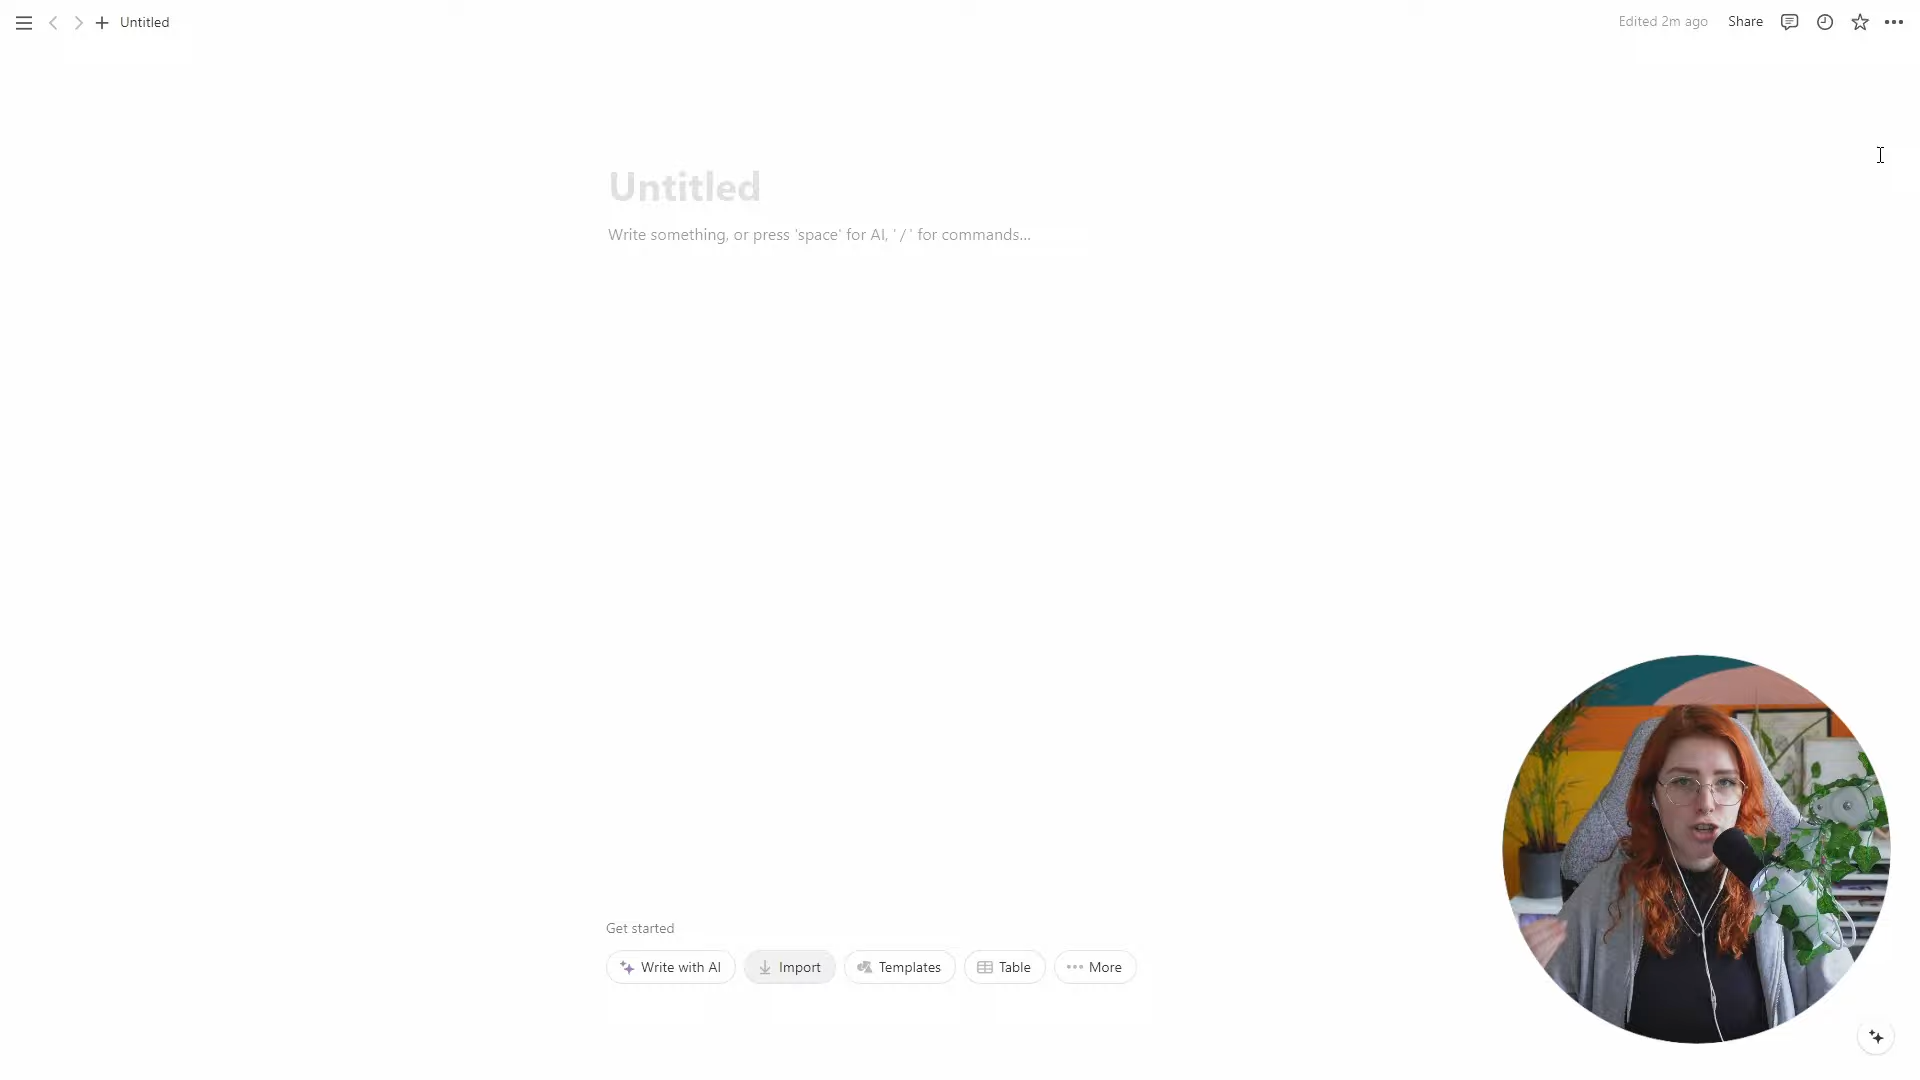 Untitled
Edited 2m ago
Share
Untitled
Write something, or press 'space' for AI, '/' for commands...
Get started
Write with AI
Import
Templates
Table
More